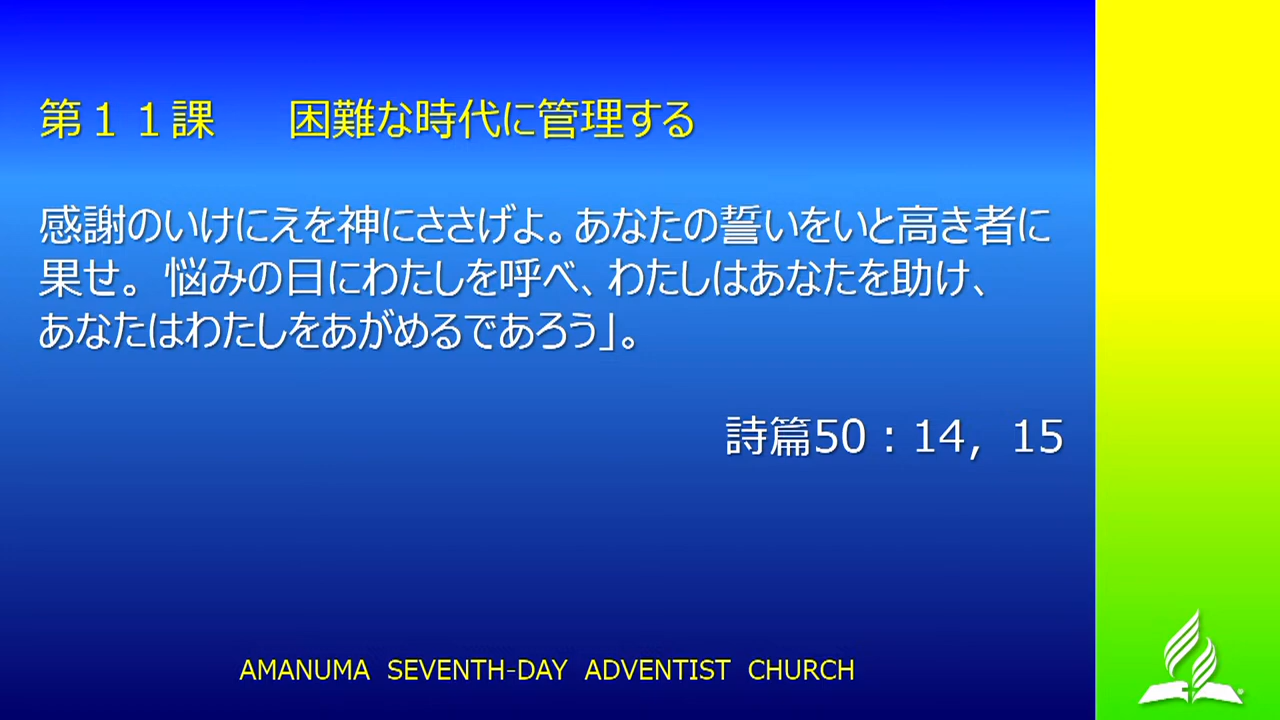 第１１課　　困難な時代に管理する
感謝のいけにえを神にささげよ。あなたの誓いをいと高き者に
果せ。 悩みの日にわたしを呼べ、わたしはあなたを助け、
あなたはわたしをあがめるであろう」。
詩篇50：14，15
AMANUMA SEVENTH-DAY ADVENTIST CHURCH